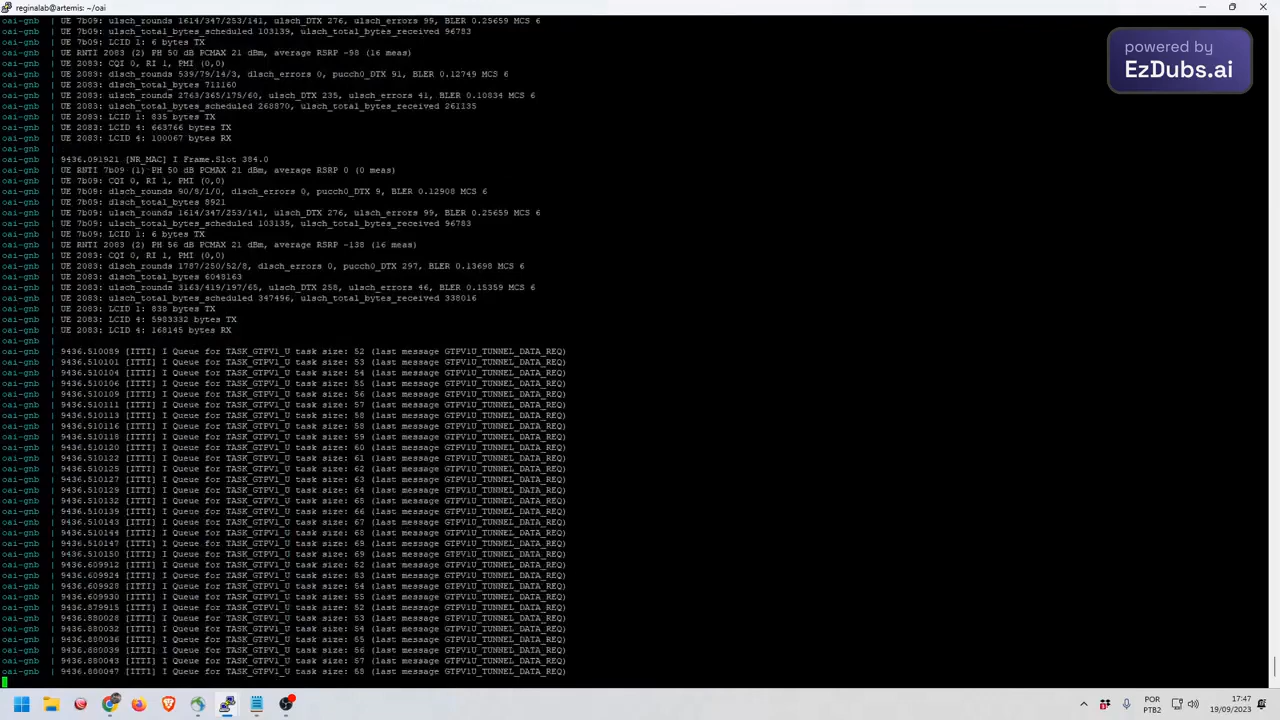 reginalab@artemis: ~/oai
powered by
EzDubs.ai
oai-gnb | UE 7b09: ulsch_rounds 1614/347/253/141, ulsch_DTX 276, ulsch_errors 99, BLER 0.25659 MCS 6
oai-gnb | UE 7b09: ulsch_total_bytes_scheduled 103139, ulsch_total_bytes_received 96783
oai-gnb | UE 7b09: LCID 1: 6 bytes TX
oai-gnb | UE RNTI 2083 (2) PH 50 dB PCMAX 21 dBm, average RSRP -98 (16 meas)
oai-gnb | UE 2083: CQI 0, RI 1, PMI (0,0)
oai-gnb | UE 2083: dlsch_rounds 539/79/14/3, dlsch_errors 0, pucch0_DTX 91, BLER 0.12749 MCS 6
oai-gnb | UE 2083: dlsch_total_bytes 711160
oai-gnb | UE 2083: ulsch_rounds 2763/365/175/60, ulsch_DTX 235, ulsch_errors 41, BLER 0.10834 MCS 6
oai-gnb | UE 2083: ulsch_total_bytes_scheduled 268870, ulsch_total_bytes_received 261135
oai-gnb | UE 2083: LCID 1: 835 bytes TX
oai-gnb | UE 2083: LCID 4: 663766 bytes TX
oai-gnb | UE 2083: LCID 4: 100067 bytes RX
oai-gnb |
oai-gnb | 9436.091921 [NR_MAC] I Frame.Slot 384.0
oai-gnb | UE RNTI 7b09 (1) PH 50 dB PCMAX 21 dBm, average RSRP 0 (0 meas)
oai-gnb | UE 7b09: CQI 0, RI 1, PMI (0,0)
oai-gnb | UE 7b09: dlsch_rounds 90/8/1/0, dlsch_errors 0, pucch0_DTX 9, BLER 0.12908 MCS 6
oai-gnb | UE 7b09: dlsch_total_bytes 8921
oai-gnb | UE 7b09: ulsch_rounds 1614/347/253/141, ulsch_DTX 276, ulsch_errors 99, BLER 0.25659 MCS 6
oai-gnb | UE 7b09: ulsch_total_bytes_scheduled 103139, ulsch_total_bytes_received 96783
oai-gnb | UE 7b09: LCID 1: 6 bytes TX
oai-gnb | UE RNTI 2083 (2) PH 56 dB PCMAX 21 dBm, average RSRP -138 (16 meas)
oai-gnb | UE 2083: CQI 0, RI 1, PMI (0,0)
oai-gnb | UE 2083: dlsch_rounds 1787/250/52/8, dlsch_errors 0, pucch0_DTX 297, BLER 0.13698 MCS 6
oai-gnb | UE 2083: dlsch_total_bytes 6048163
oai-gnb | UE 2083: ulsch_rounds 3163/419/197/65, ulsch_DTX 258, ulsch_errors 46, BLER 0.15359 MCS 6
oai-gnb | UE 2083: ulsch_total_bytes_scheduled 347496, ulsch_total_bytes_received 338016
oai-gnb | UE 2083: LCID 1: 838 bytes TX
oai-gnb | UE 2083: LCID 4: 5983332 bytes TX
oai-gnb | UE 2083: LCID 4: 168145 bytes RX
oai-gnb |
oai-gnb | 9436.510089 [ITTI] I Queue for TASK_GTPV1_U task size: 52 (last message GTPV1U_TUNNEL_DATA_REQ)
oai-gnb | 9436.510101 [ITTI] I Queue for TASK_GTPV1_U task size: 53 (last message GTPV1U_TUNNEL_DATA_REQ)
oai-gnb | 9436.510104 [ITTI] I Queue for TASK_GTPV1_U task size: 54 (last message GTPV1U_TUNNEL_DATA_REQ)
oai-gnb | 9436.510106 [ITTI] I Queue for TASK_GTPV1_U task size: 55 (last message GTPV1U_TUNNEL_DATA_REQ)
oai-gnb | 9436.510109 [ITTI] I Queue for TASK_GTPV1_U task size: 56 (last message GTPV1U_TUNNEL_DATA_REQ)
oai-gnb | 9436.510111 [ITTI] I Queue for TASK_GTPV1_U task size: 57 (last message GTPV1U_TUNNEL_DATA_REQ)
oai-gnb | 9436.510113 [ITTI] I Queue for TASK_GTPV1_U task size: 58 (last message GTPV1U_TUNNEL_DATA_REQ)
oai-gnb | 9436.510116 [ITTI] I Queue for TASK_GTPV1_U task size: 58 (last message GTPV1U_TUNNEL_DATA_REQ)
oai-gnb | 9436.510118 [ITTI] I Queue for TASK_GTPV1_U task size: 59 (last message GTPV1U_TUNNEL_DATA_REQ)
oai-gnb | 9436.510120 [ITTI] I Queue for TASK_GTPV1_U task size: 60 (last message GTPV1U_TUNNEL_DATA_REQ)
oai-gnb | 9436.510122 [ITTI] I Queue for TASK_GTPV1_U task size: 61 (last message GTPV1U_TUNNEL_DATA_REQ)
oai-gnb | 9436.510125 [ITTI] I Queue for TASK_GTPV1_U task size: 62 (last message GTPV1U_TUNNEL_DATA_REQ)
oai-gnb | 9436.510127 [ITTI] I Queue for TASK_GTPV1_U task size: 63 (last message GTPV1U_TUNNEL_DATA_REQ)
oai-gnb | 9436.510129 [ITTI] I Queue for TASK_GTPV1_U task size: 64 (last message GTPV1U_TUNNEL_DATA_REQ)
oai-gnb | 9436.510132 [ITTI] I Queue for TASK_GTPV1_U task size: 65 (last message GTPV1U_TUNNEL_DATA_REQ)
oai-gnb | 9436.510139 [ITTI] I Queue for TASK_GTPV1_U task size: 66 (last message GTPV1U_TUNNEL_DATA_REQ)
oai-gnb | 9436.510143 [ITTI] I Queue for TASK_GTPV1_U task size: 67 (last message GTPV1U_TUNNEL_DATA_REQ)
oai-gnb | 9436.510144 [ITTI] I Queue for TASK_GTPV1_U task size: 68 (last message GTPV1U_TUNNEL_DATA_REQ)
oai-gnb | 9436.510147 [ITTI] I Queue for TASK_GTPV1_U task size: 69 (last message GTPV1U_TUNNEL_DATA_REQ)
oai-gnb | 9436.510150 [ITTI] I Queue for TASK_GTPV1_U task size: 69 (last message GTPV1U_TUNNEL_DATA_REQ)
oai-gnb | 9436.609912 [ITTI] I Queue for TASK_GTPV1_U task size: 52 (last message GTPV1U_TUNNEL_DATA_REQ)
oai-gnb | 9436.609924 [ITTI] I Queue for TASK_GTPV1_U task size: 53 (last message GTPV1U_TUNNEL_DATA_REQ)
oai-gnb | 9436.609928 [ITTI] I Queue for TASK_GTPV1_U task size: 54 (last message GTPV1U_TUNNEL_DATA_REQ)
oai-gnb | 9436.609930 [ITTI] I Queue for TASK_GTPV1_U task size: 55 (last message GTPV1U_TUNNEL_DATA_REQ)
oai-gnb | 9436.879915 [ITTI] I Queue for TASK_GTPV1_U task size: 52 (last message GTPV1U_TUNNEL_DATA_REQ)
oai-gnb | 9436.880028 [ITTI] I Queue for TASK_GTPV1_U task size: 53 (last message GTPV1U_TUNNEL_DATA_REQ)
oai-gnb | 9436.880032 [ITTI] I Queue for TASK_GTPV1_U task size: 54 (last message GTPV1U_TUNNEL_DATA_REQ)
oai-gnb | 9436.880036 [ITTI] I Queue for TASK_GTPV1_U task size: 55 (last message GTPV1U_TUNNEL_DATA_REQ)
oai-gnb | 9436.880039 [ITTI] I Queue for TASK_GTPV1_U task size: 56 (last message GTPV1U_TUNNEL_DATA_REQ)
oai-gnb | 9436.880043 [ITTI] I Queue for TASK_GTPV1_U task size: 57 (last message GTPV1U_TUNNEL_DATA_REQ)
oai-gnb | 9436.880047 [ITTI] I Queue for TASK_GTPV1_U task size: 58 (last message GTPV1U_TUNNEL_DATA_REQ)
POR
PTB2
17:47
19/09/2023